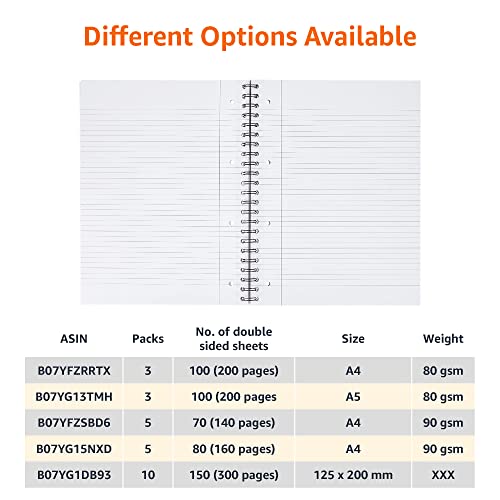 Different Options Available
ASIN Packs No. of double sided sheets Size Weight
B07YFZRRTX 3 100 (200 pages) A4 80 gsm
B07YG13TMH 3 100 (200 pages A5 80 gsm
B07YFZSBD6 5 70 (140 pages) A4 90 gsm
B07YG15NXD 5 80 (160 pages) A4 90 gsm
B07YG1DB93 10 150 (300 pages) 125 x 200 mm XXX